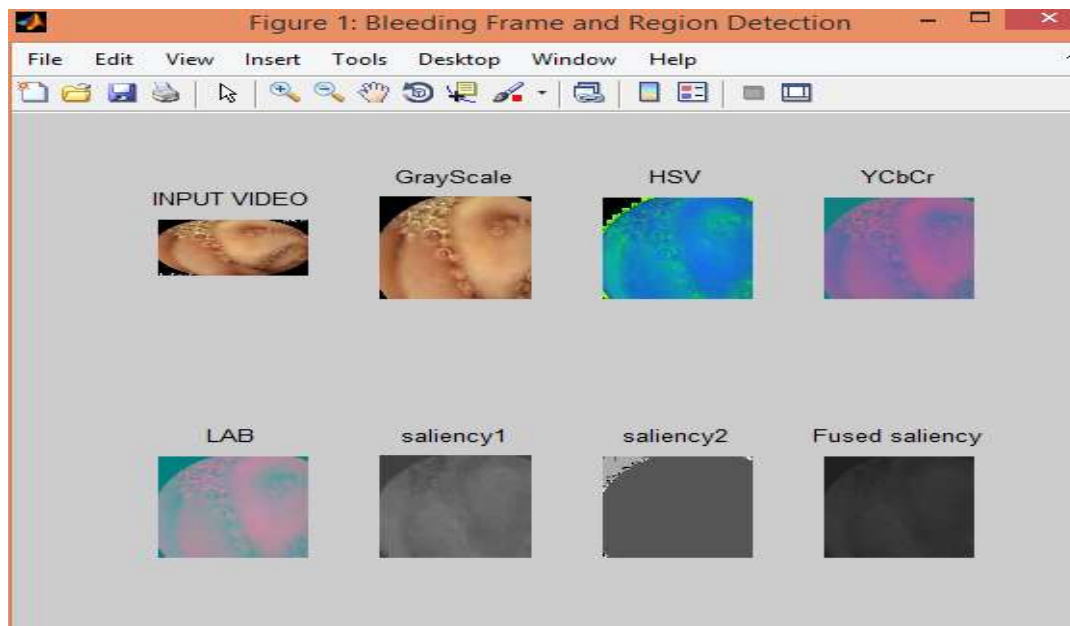 Figure 1: Bleeding Frame and Region Detection
File Edit View Insert Tools Desktop Window Help
INPUT VIDEO
GrayScale
HSV
YCbCr
LAB
saliency1
saliency2
Fused saliency